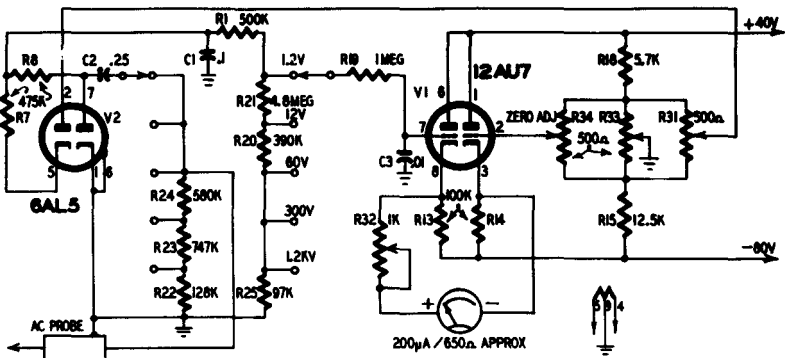 R1 500K
+40V
R8
C2 .25
C1 .1
1.2V
R19 1MEG
12AU7
R16 5.7K
475K
R7
2 7
V2
R21 4.8MEG
V1 6 1
12V
ZERO ADJ R34 R33 R31 500Ω
7 2
R20 390K
500Ω
C3 .01
5 1 6
60V
8 3
6AL5
R24 560K
100K
300V
R32 1K R13 R14
R15 12.5K
R23 747K
1.2KV
-80V
R22 128K
R25 97K
+ -
5 9 4
AC PROBE
200µA / 650Ω APPROX